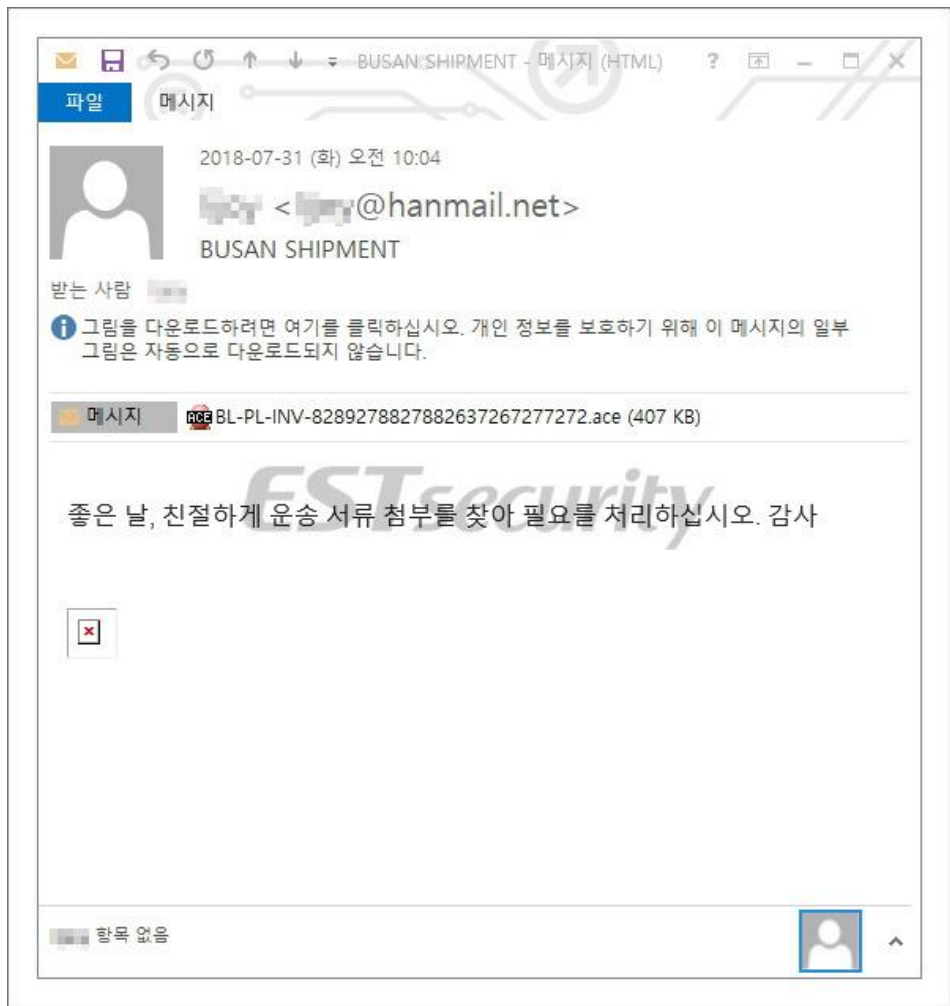 BUSAN SHIPMENT - 메시지 (HTML) ?
파일 메시지
2018-07-31 (화) 오전 10:04
< @hanmail.net>
BUSAN SHIPMENT
받는 사람
그림을 다운로드하려면 여기를 클릭하십시오. 개인 정보를 보호하기 위해 이 메시지의 일부
그림은 자동으로 다운로드되지 않습니다.
메시지 ACE BL-PL-INV-8289278827882637267277272.ace (407 KB)
ESTsecurity
좋은 날, 친절하게 운송 서류 첨부를 찾아 필요를 처리하십시오. 감사
항목 없음